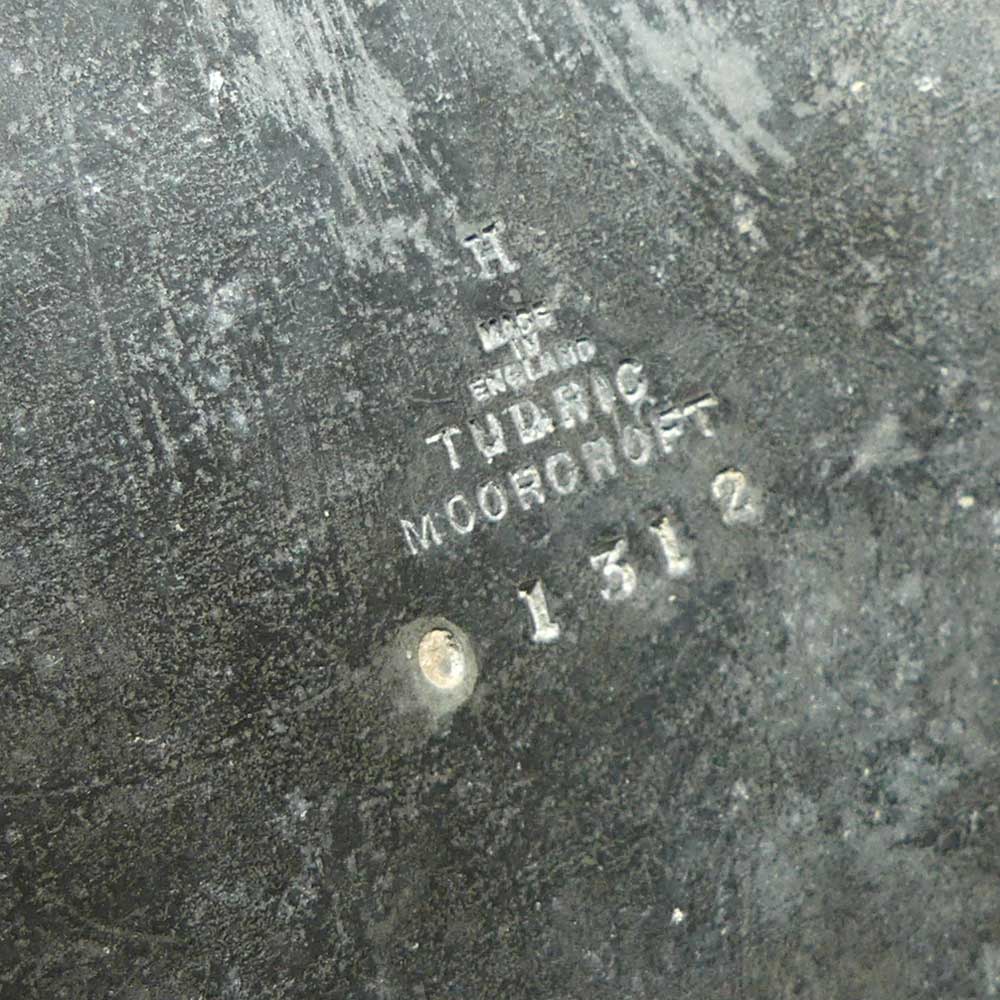 H
MADE
IN
ENGLAND
TUDRIC
MOORCROFT
1312